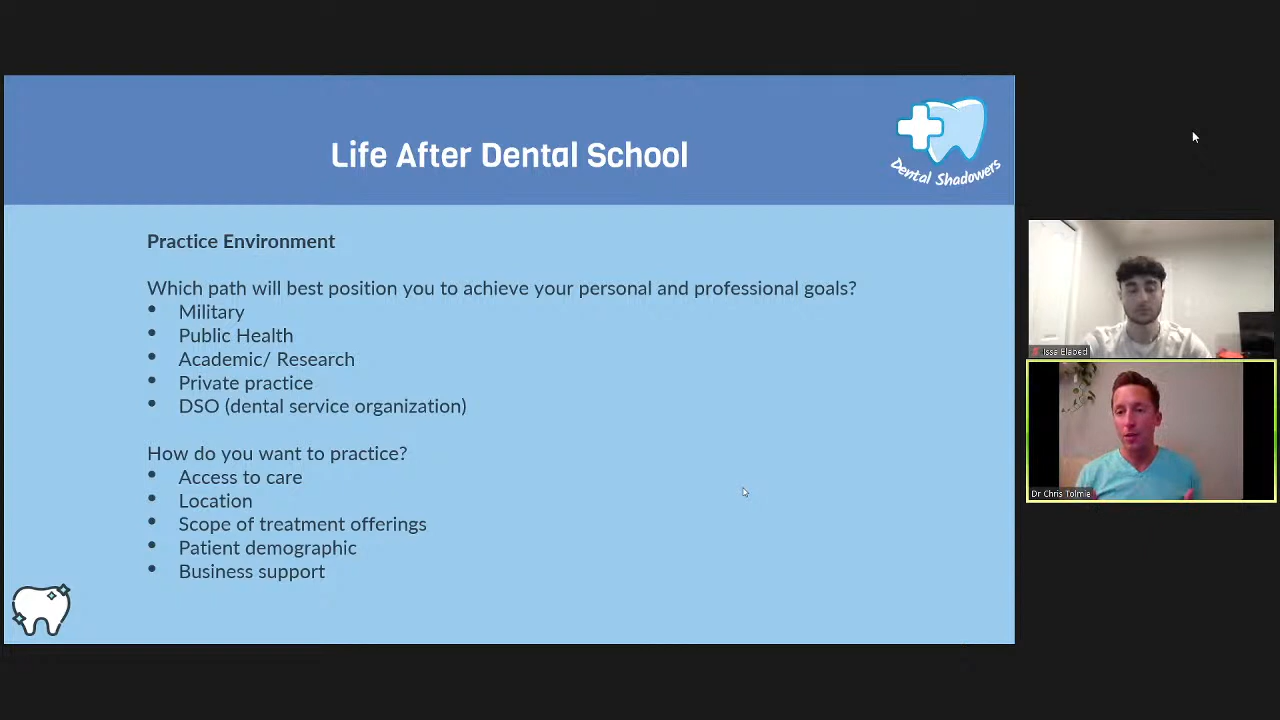 Life After Dental School
Dental Shadowers
Practice Environment
Which path will best position you to achieve your personal and professional goals?
• Military
• Public Health
• Academic/ Research
• Private practice
• DSO (dental service organization)
How do you want to practice?
• Access to care
• Location
• Scope of treatment offerings
• Patient demographic
• Business support
Issa Elabed
Dr Chris Tolmie